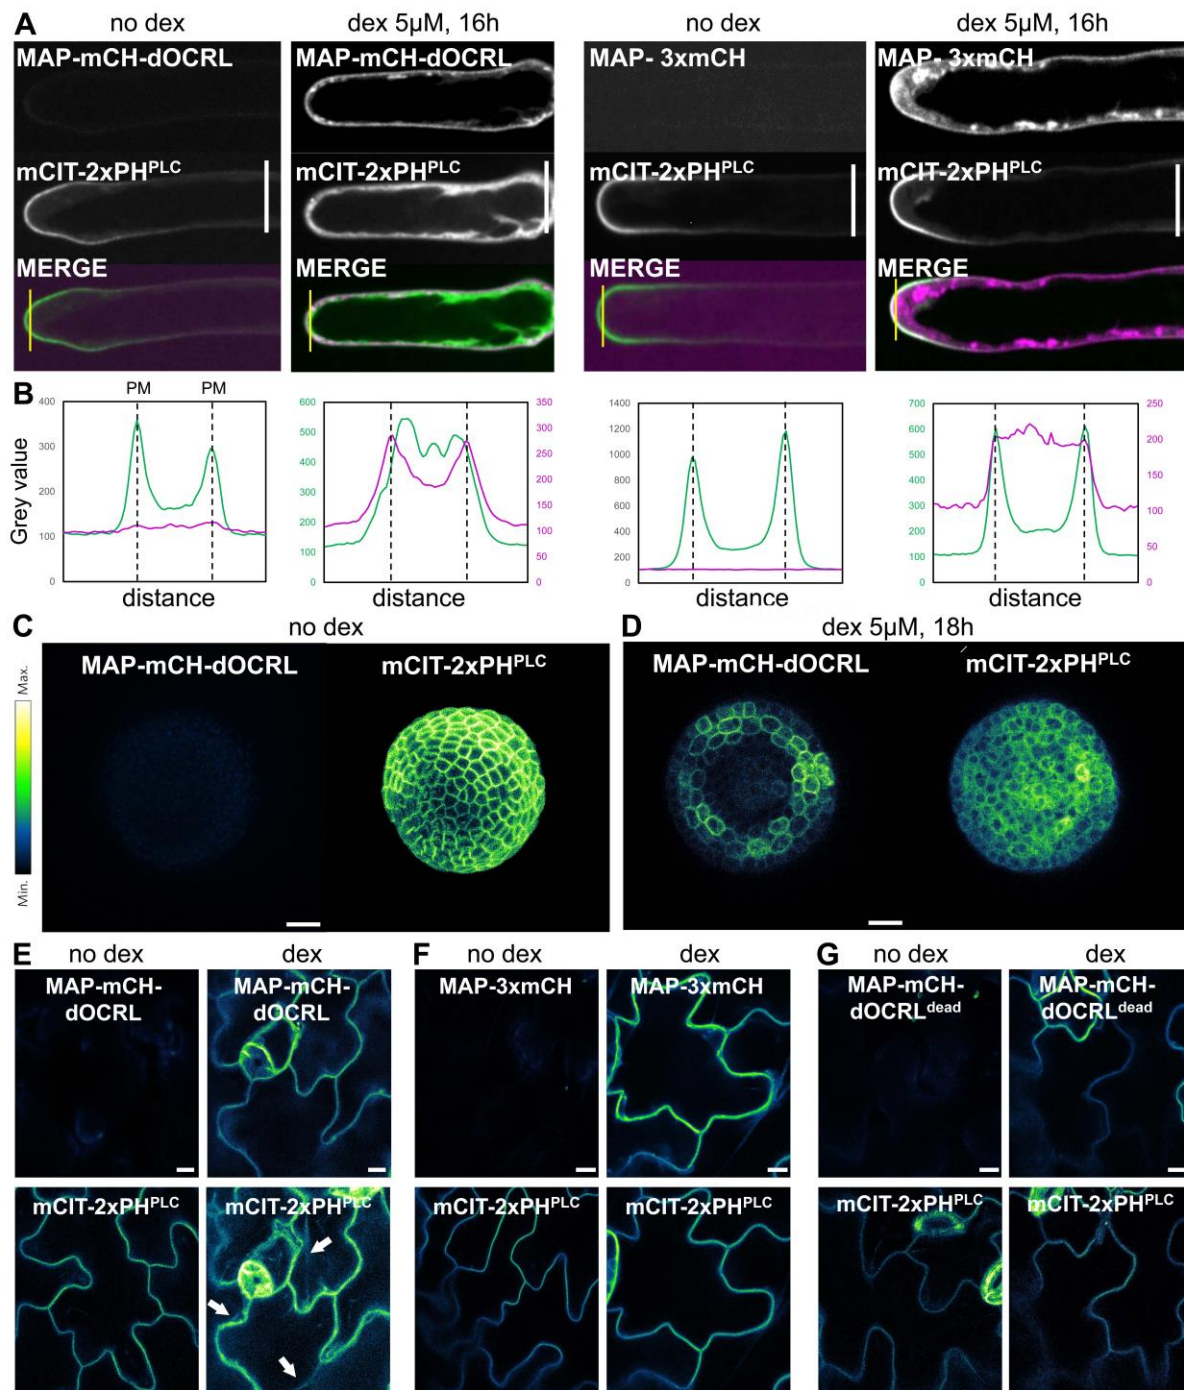 A
no dex
dex 5µM, 16h
no dex
dex 5µM, 16h
MAP-mCH-dOCRL
MAP-mCH-dOCRL
MAP- 3xmCH
MAP- 3xmCH
mCIT-2xPHPLC
mCIT-2xPHPLC
mCIT-2xPHPLC
mCIT-2xPHPLC
MERGE
MERGE
MERGE
MERGE
B
PM
PM
Grey value
400
300
200
100
0
distance
600
500
400
300
200
100
0
350
300
250
200
150
100
50
0
distance
1400
1200
1000
800
600
400
200
0
distance
700
600
500
400
300
200
100
0
250
200
150
100
50
0
distance
C
no dex
Max.
Min.
MAP-mCH-dOCRL
mCIT-2xPHPLC
D
dex 5µM, 18h
MAP-mCH-dOCRL
mCIT-2xPHPLC
E
no dex
dex
MAP-mCH-
dOCRL
MAP-mCH-
dOCRL
mCIT-2xPHPLC
mCIT-2xPHPLC
F
no dex
dex
MAP-3xmCH
MAP-3xmCH
mCIT-2xPHPLC
mCIT-2xPHPLC
G
no dex
dex
MAP-mCH-
dOCRLdead
MAP-mCH-
dOCRLdead
mCIT-2xPHPLC
mCIT-2xPHPLC